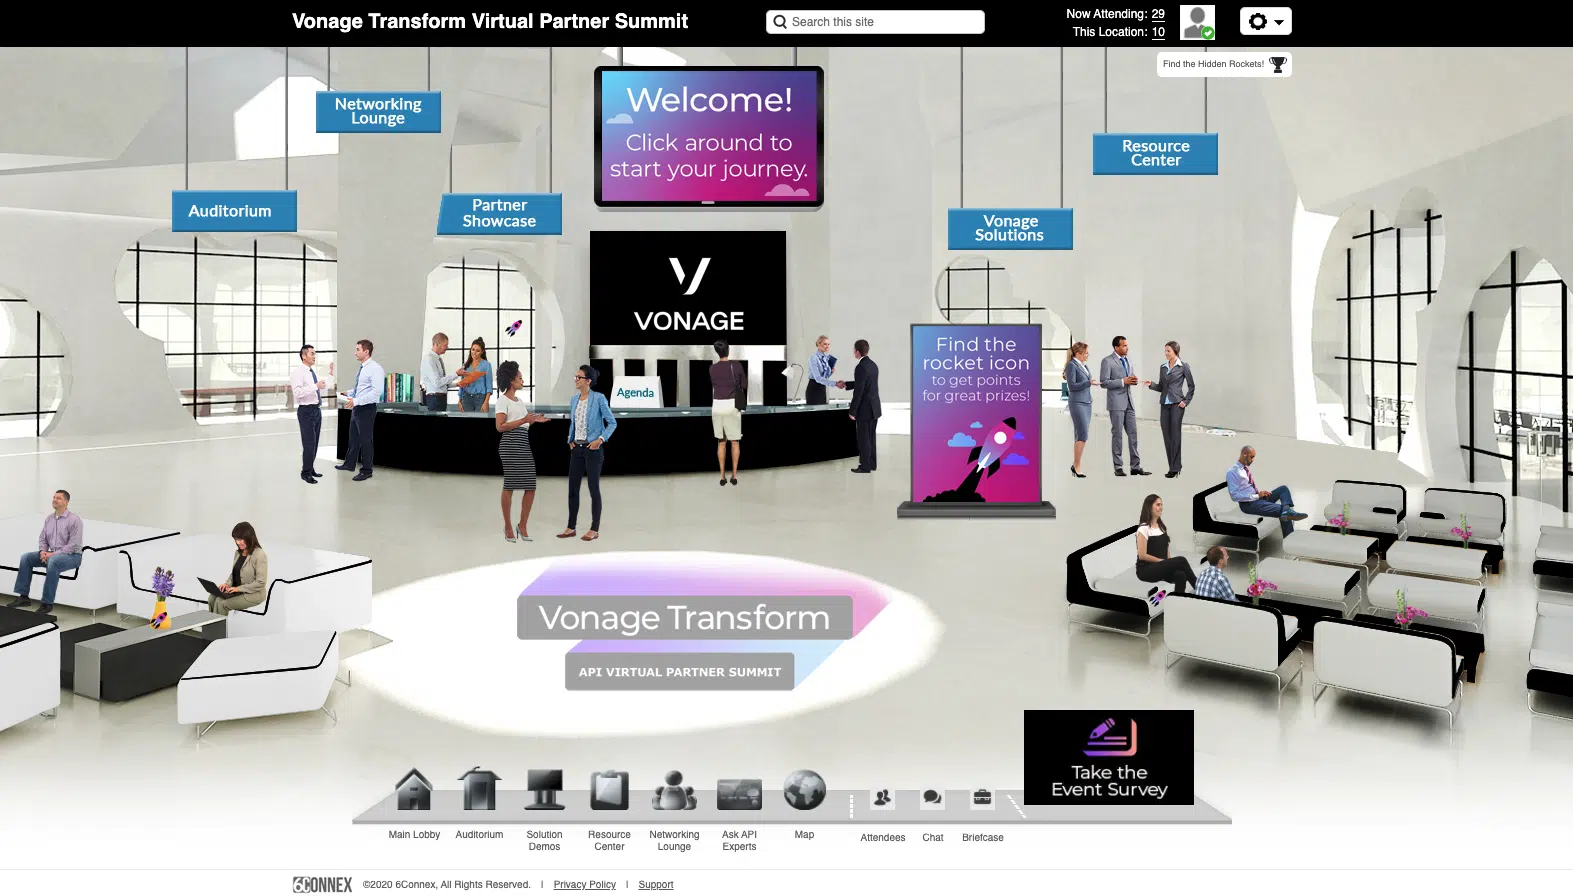 Vonage Transform Virtual Partner Summit
Search this site
Now Attending: 29
This Location: 10
Find the Hidden Rockets!
Networking
Lounge
Welcome!
Click around to
start your journey.
Resource
Center
Auditorium
Partner
Showcase
Vonage
Solutions
VONAGE
Agenda
Find the
rocket icon
to get points
for great prizes!
Vonage Transform
API VIRTUAL PARTNER SUMMIT
Take the
Event Survey
Main Lobby
Auditorium
Solution
Demos
Resource
Center
Networking
Lounge
Ask API
Experts
Map
Attendees
Chat
Briefcase
6CONNEX
©2020 6Connex, All Rights Reserved. | Privacy Policy | Support